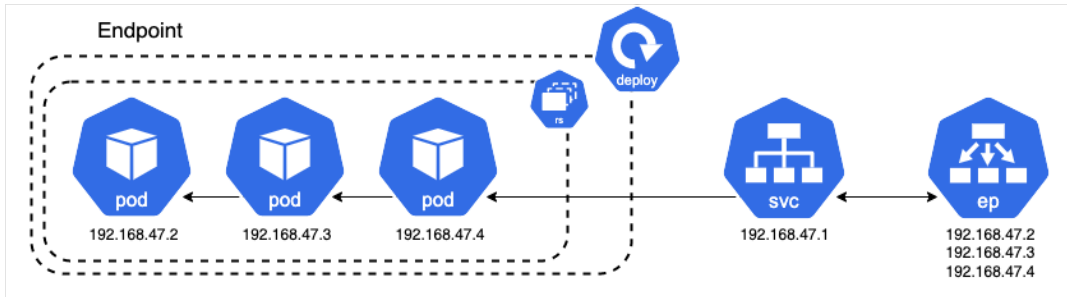 Endpoint
deploy
rs
pod
pod
pod
svc
ep
192.168.47.2
192.168.47.3
192.168.47.4
192.168.47.1
192.168.47.2
192.168.47.3
192.168.47.4